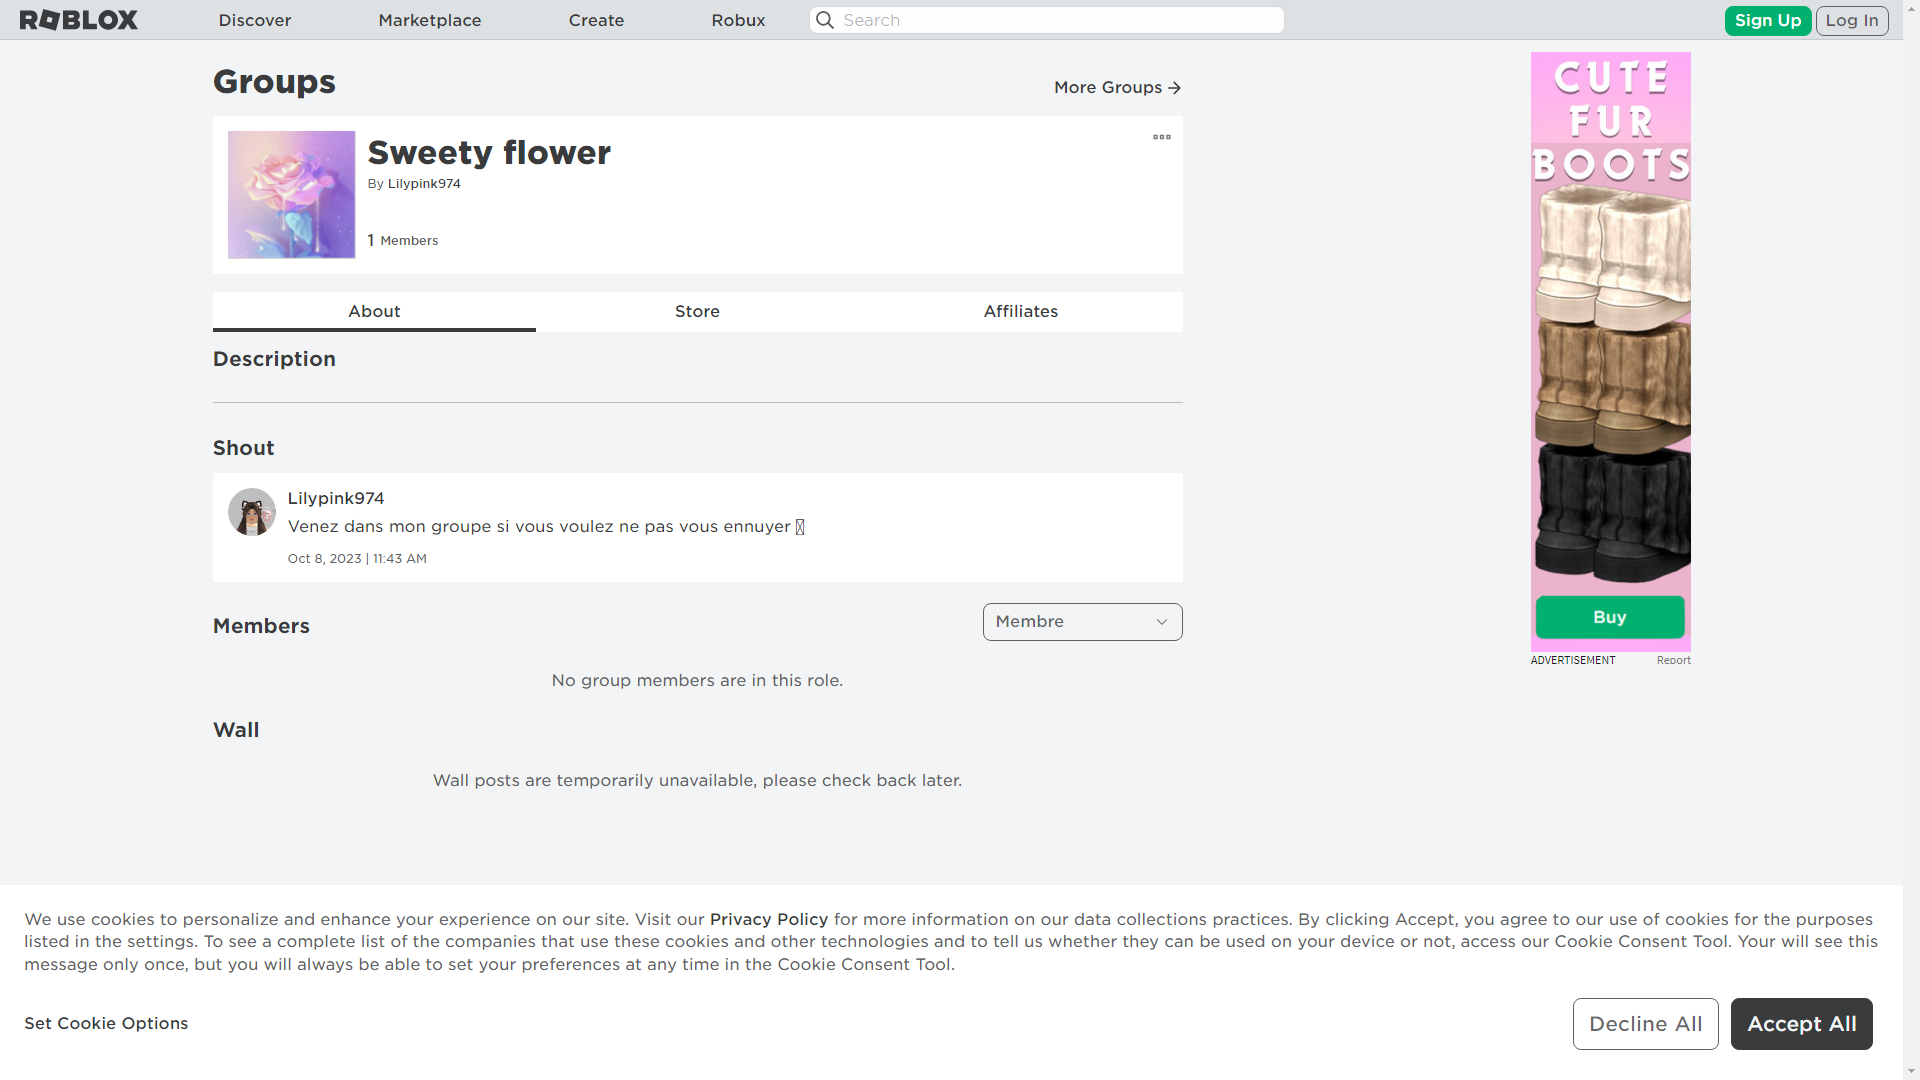 ROBLOX
Discover
Marketplace
Create
Robux
Search
Sign Up
Log In
Groups
More Groups
Sweety flower
By Lilypink974
1 Members
About
Store
Affiliates
Description
Shout
Lilypink974
Venez dans mon groupe si vous voulez ne pas vous ennuyer
Oct 8, 2023 | 11:43 AM
Members
Membre
No group members are in this role.
Wall
Wall posts are temporarily unavailable, please check back later.
CUTE
FUR
BOOTS
Buy
ADVERTISEMENT
Report
We use cookies to personalize and enhance your experience on our site. Visit our Privacy Policy for more information on our data collections practices. By clicking Accept, you agree to our use of cookies for the purposes
listed in the settings. To see a complete list of the companies that use these cookies and other technologies and to tell us whether they can be used on your device or not, access our Cookie Consent Tool. Your will see this
message only once, but you will always be able to set your preferences at any time in the Cookie Consent Tool.
Set Cookie Options
Decline All
Accept All